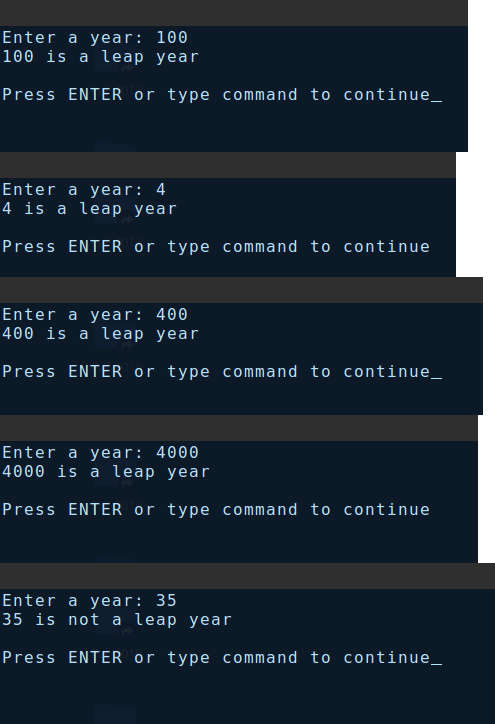 Enter a year: 100
100 is a leap year
Press ENTER or type command to continue_
Enter a year: 4
4 is a leap year
Press ENTER or type command to continue
Enter a year: 400
400 is a leap year
Press ENTER or type command to continue_
Enter a year: 4000
4000 is a leap year
Press ENTER or type command to continue
Enter a year: 35
35 is not a leap year
Press ENTER or type command to continue_